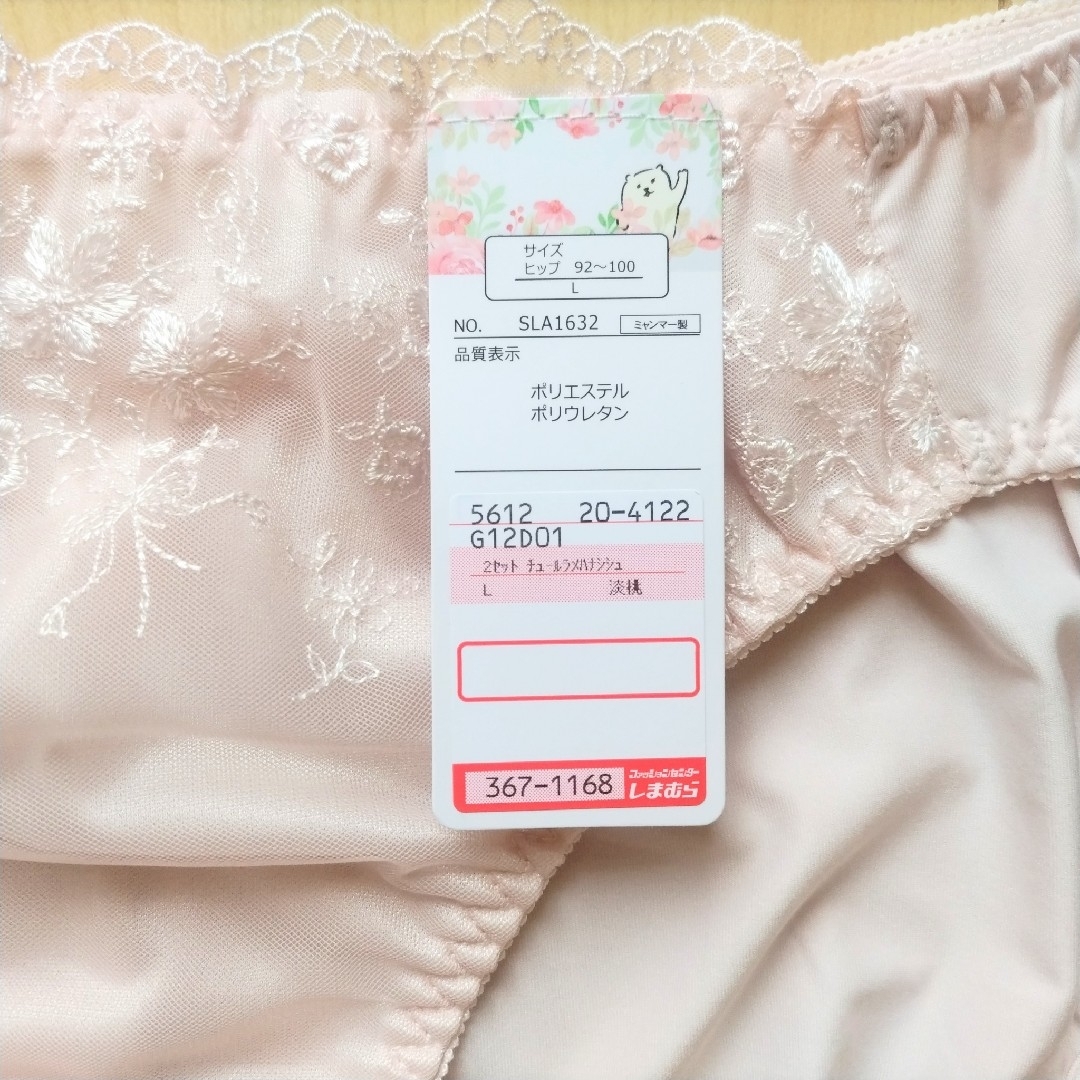 サイズ
ヒップ 92～100
L
NO. SLA1632 ミャンマー製
品質表示
ポリエステル
ポリウレタン
5612 20-4122
G12D01
2セット チュールラメハナシシュ
L 淡桃
367-1168 ファッションセンター
しまむら